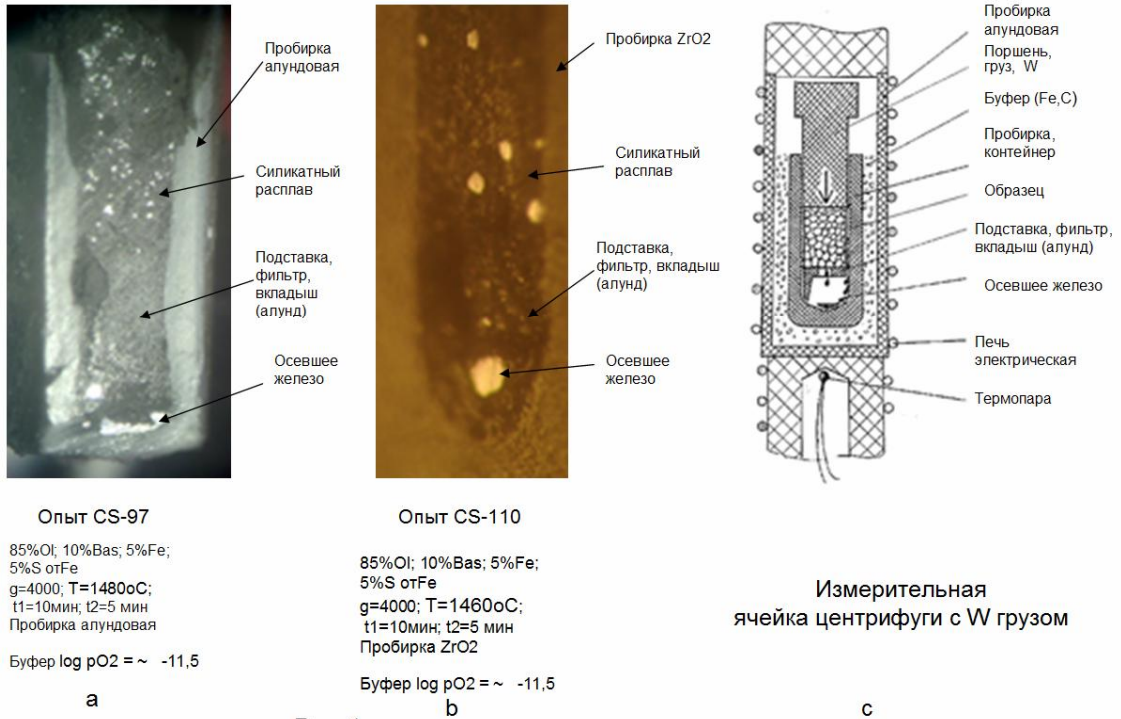 Пробирка
алундовая
Силикатный
расплав
Подставка,
фильтр,
вкладыш
(алунд)
Осевшее
железо
Пробирка ZrO2
Силикатный
расплав
Подставка,
фильтр, вкладыш
(алунд)
Осевшее
железо
Пробирка
алундовая
Поршень,
груз, W
Буфер (Fe,C)
Пробирка,
контейнер
Образец
Подставка, фильтр,
вкладыш (алунд)
Осевшее железо
Печь
электрическая
Термопара
Опыт CS-97
85%Ol; 10%Bas; 5%Fe;
5%S отFe
g=4000; T=1480oC;
t1=10мин; t2=5 мин
Пробирка алундовая
Буфер log pO2 = ~ -11,5
a
Опыт CS-110
85%Ol; 10%Bas; 5%Fe;
5%S отFe
g=4000; T=1460oC;
t1=10мин; t2=5 мин
Пробирка ZrO2
Буфер log pO2 = ~ -11,5
b
Измерительная
ячейка центрифуги с W грузом
c